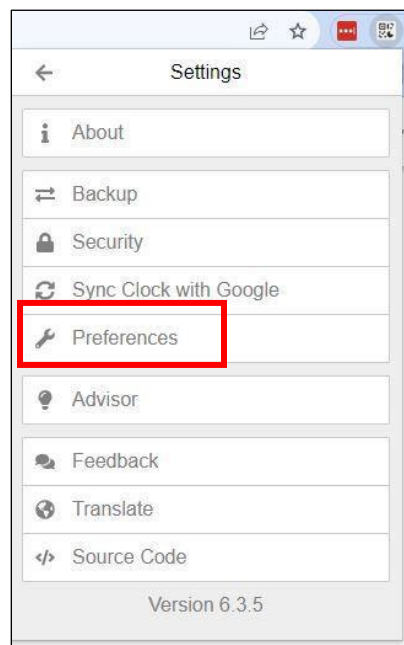 Settings
About
Backup
Security
Sync Clock with Google
Preferences
Advisor
Feedback
Translate
Source Code
Version 6.3.5